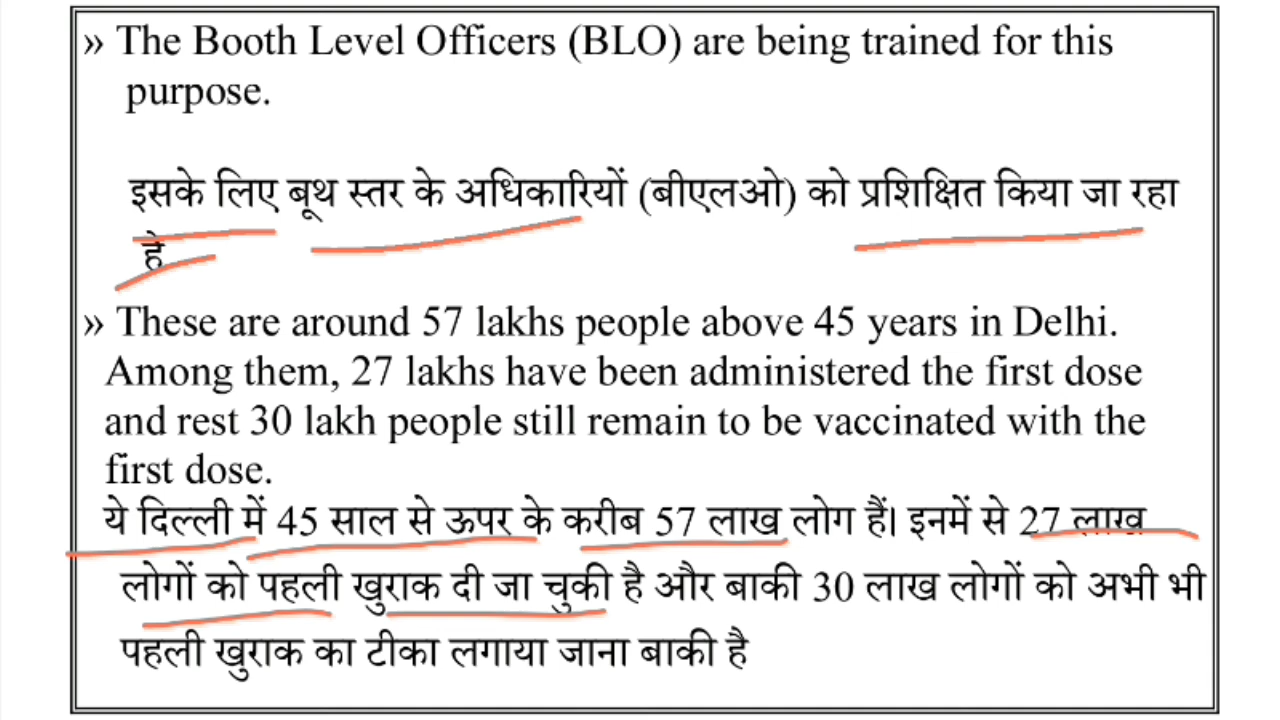 » The Booth Level Officers (BLO) are being trained for this
purpose.
इसके लिए बूथ स्तर के अधिकारियों (बीएलओ) को प्रशिक्षित किया जा रहा
है
» These are around 57 lakhs people above 45 years in Delhi.
Among them, 27 lakhs have been administered the first dose
and rest 30 lakh people still remain to be vaccinated with the
first dose.
ये दिल्ली में 45 साल से ऊपर के करीब 57 लाख लोग हैं। इनमें से 27 लाख
लोगों को पहली खुराक दी जा चुकी है और बाकी 30 लाख लोगों को अभी भी
पहली खुराक का टीका लगाया जाना बाकी है